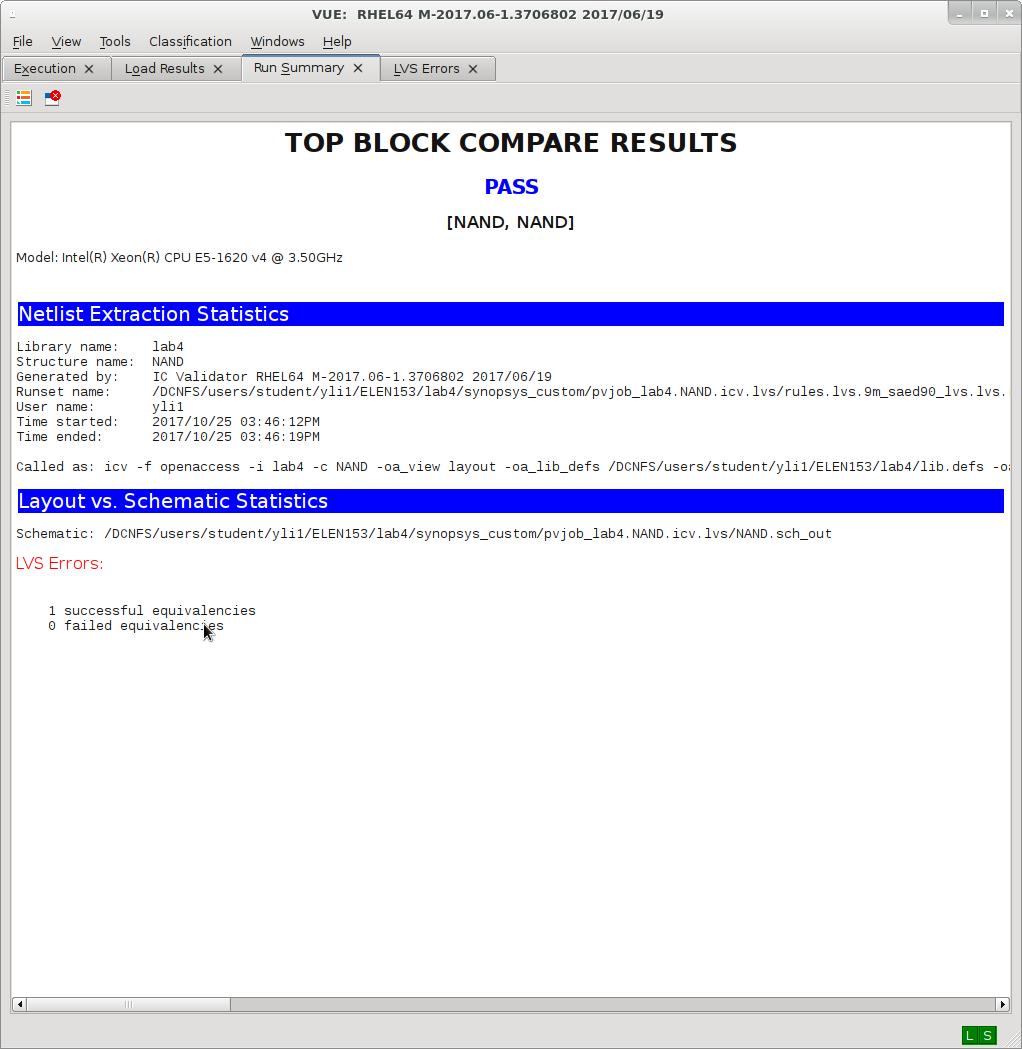 VUE: RHEL64 M-2017.06-1.3706802 2017/06/19
File View Tools Classification Windows Help
Execution Load Results Run Summary LVS Errors
TOP BLOCK COMPARE RESULTS
PASS
[NAND, NAND]
Model: Intel(R) Xeon(R) CPU E5-1620 v4 @ 3.50GHz
Netlist Extraction Statistics
Library name: lab4
Structure name: NAND
Generated by: IC Validator RHEL64 M-2017.06-1.3706802 2017/06/19
Runset name: /DCNFS/users/student/yli1/ELEN153/lab4/synopsys_custom/pvjob_lab4.NAND.icv.lvs/rules.lvs.9m_saed90_lvs.lvs.
User name: yli1
Time started: 2017/10/25 03:46:12PM
Time ended: 2017/10/25 03:46:19PM
Called as: icv -f openaccess -i lab4 -c NAND -oa_view layout -oa_lib_defs /DCNFS/users/student/yli1/ELEN153/lab4/lib.defs
Layout vs. Schematic Statistics
Schematic: /DCNFS/users/student/yli1/ELEN153/lab4/synopsys_custom/pvjob_lab4.NAND.icv.lvs/NAND.sch_out
LVS Errors:
1 successful equivalencies
0 failed equivalencies
L S